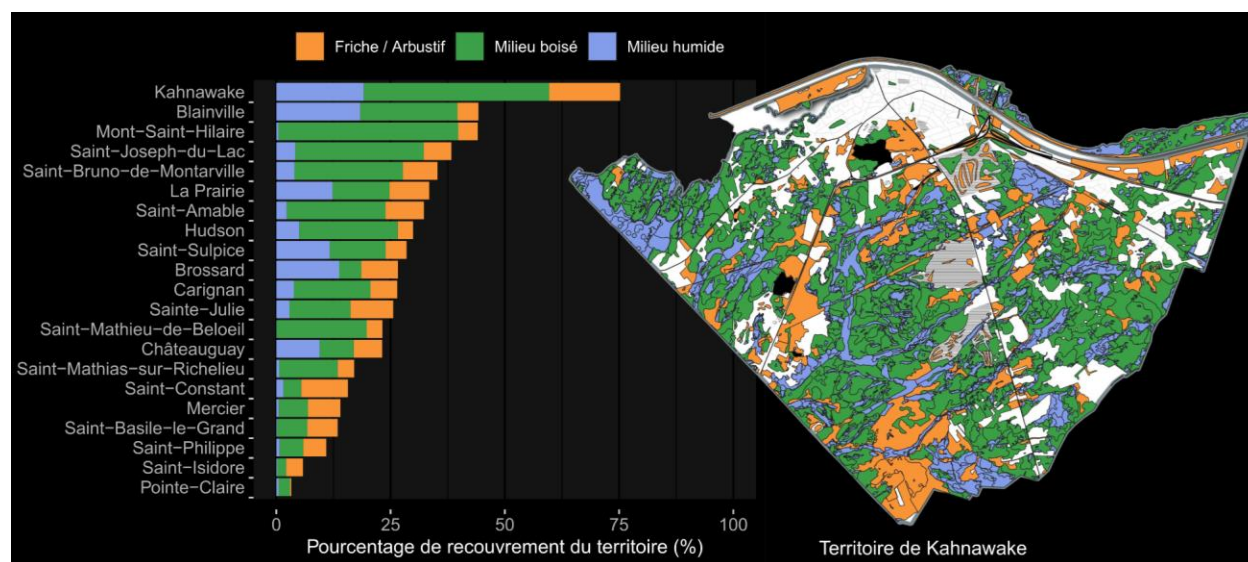 Friche / Arbustif Milieu boisé Milieu humide
Kahnawake
Blainville
Mont-Saint-Hilaire
Saint-Joseph-du-Lac
Saint-Bruno-de-Montarville
La Prairie
Saint-Amable
Hudson
Saint-Sulpice
Brossard
Carignan
Sainte-Julie
Saint-Mathieu-de-Beloeil
Châteauguay
Saint-Mathias-sur-Richelieu
Saint-Constant
Mercier
Saint-Basile-le-Grand
Saint-Philippe
Saint-Isidore
Pointe-Claire
0 25 50 75 100
Pourcentage de recouvrement du territoire (%)
Territoire de Kahnawake